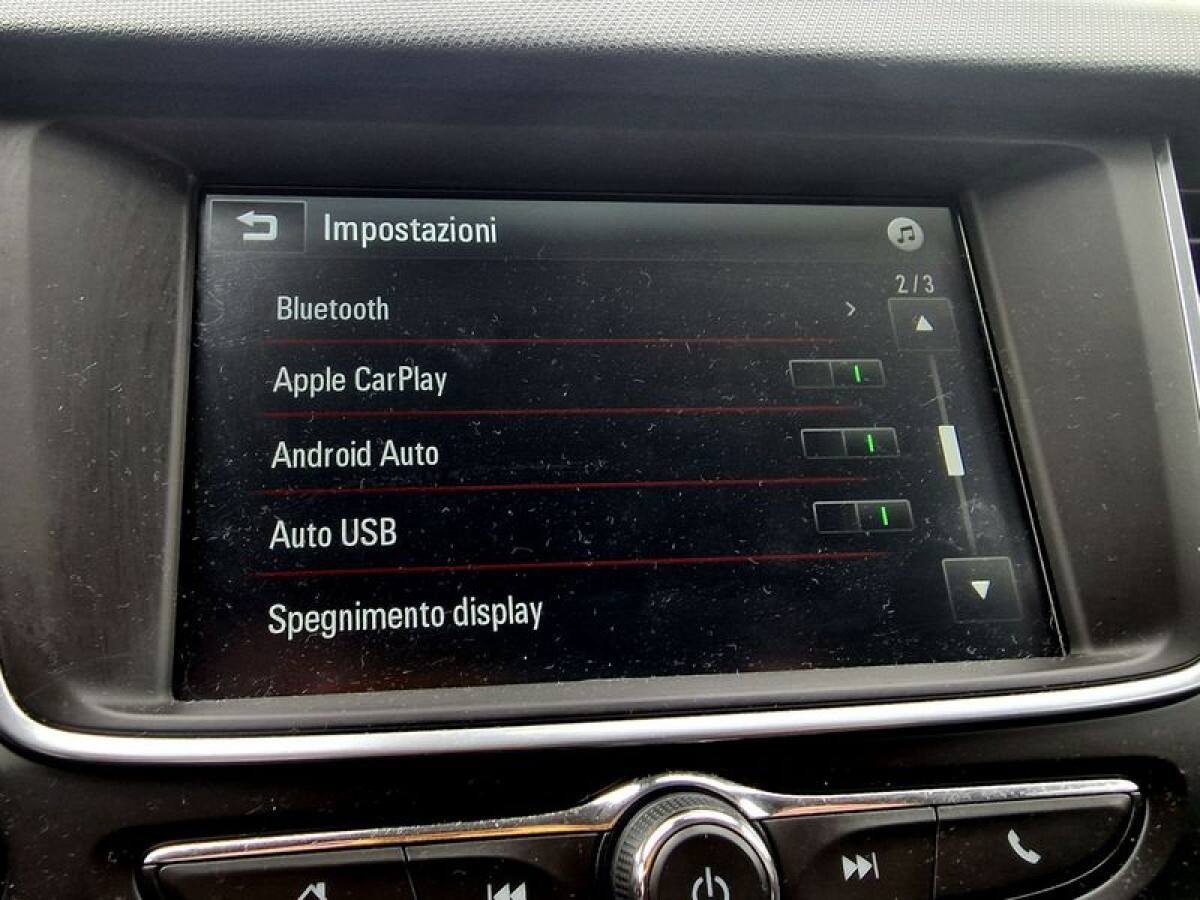 Impostazioni
2/3
Bluetooth
Apple CarPlay
Android Auto
Auto USB
Spegnimento display